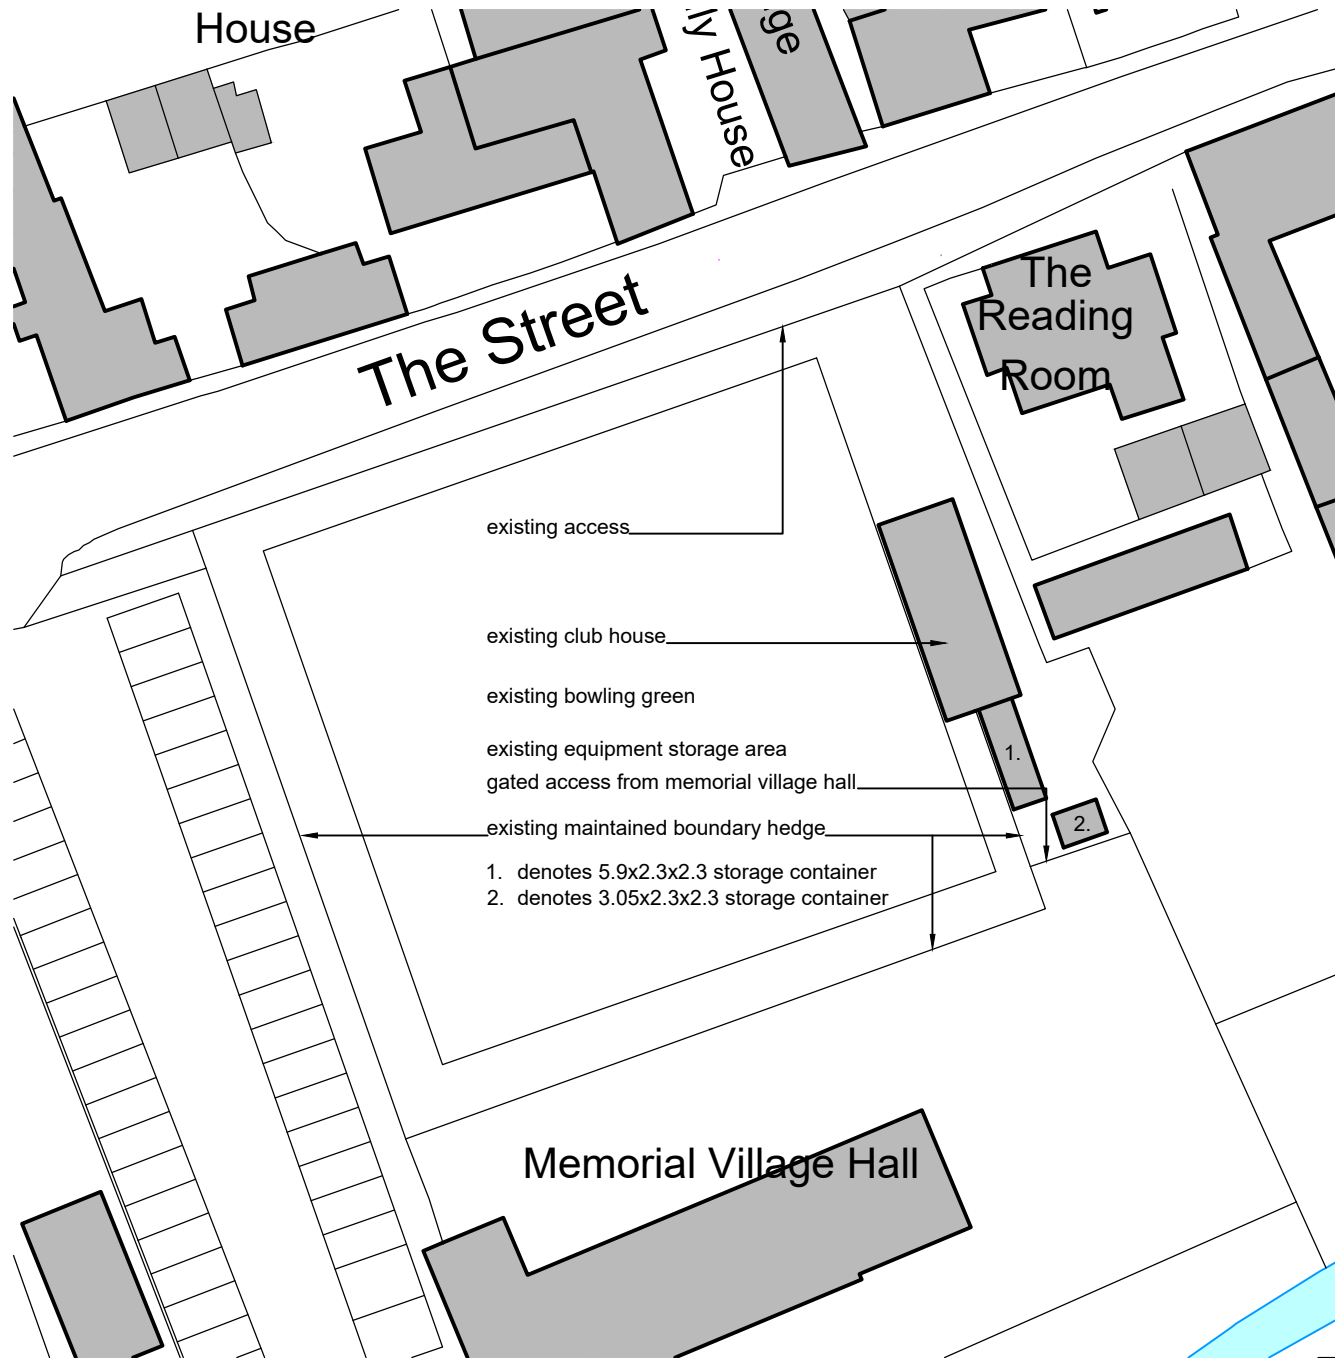 House
House
The Street
The
Reading
Room
existing access
existing club house
existing bowling green
existing equipment storage area
1.
gated access from memorial village hall
existing maintained boundary hedge
2.
1. denotes 5.9x2.3x2.3 storage container
2. denotes 3.05x2.3x2.3 storage container
Memorial Village Hall